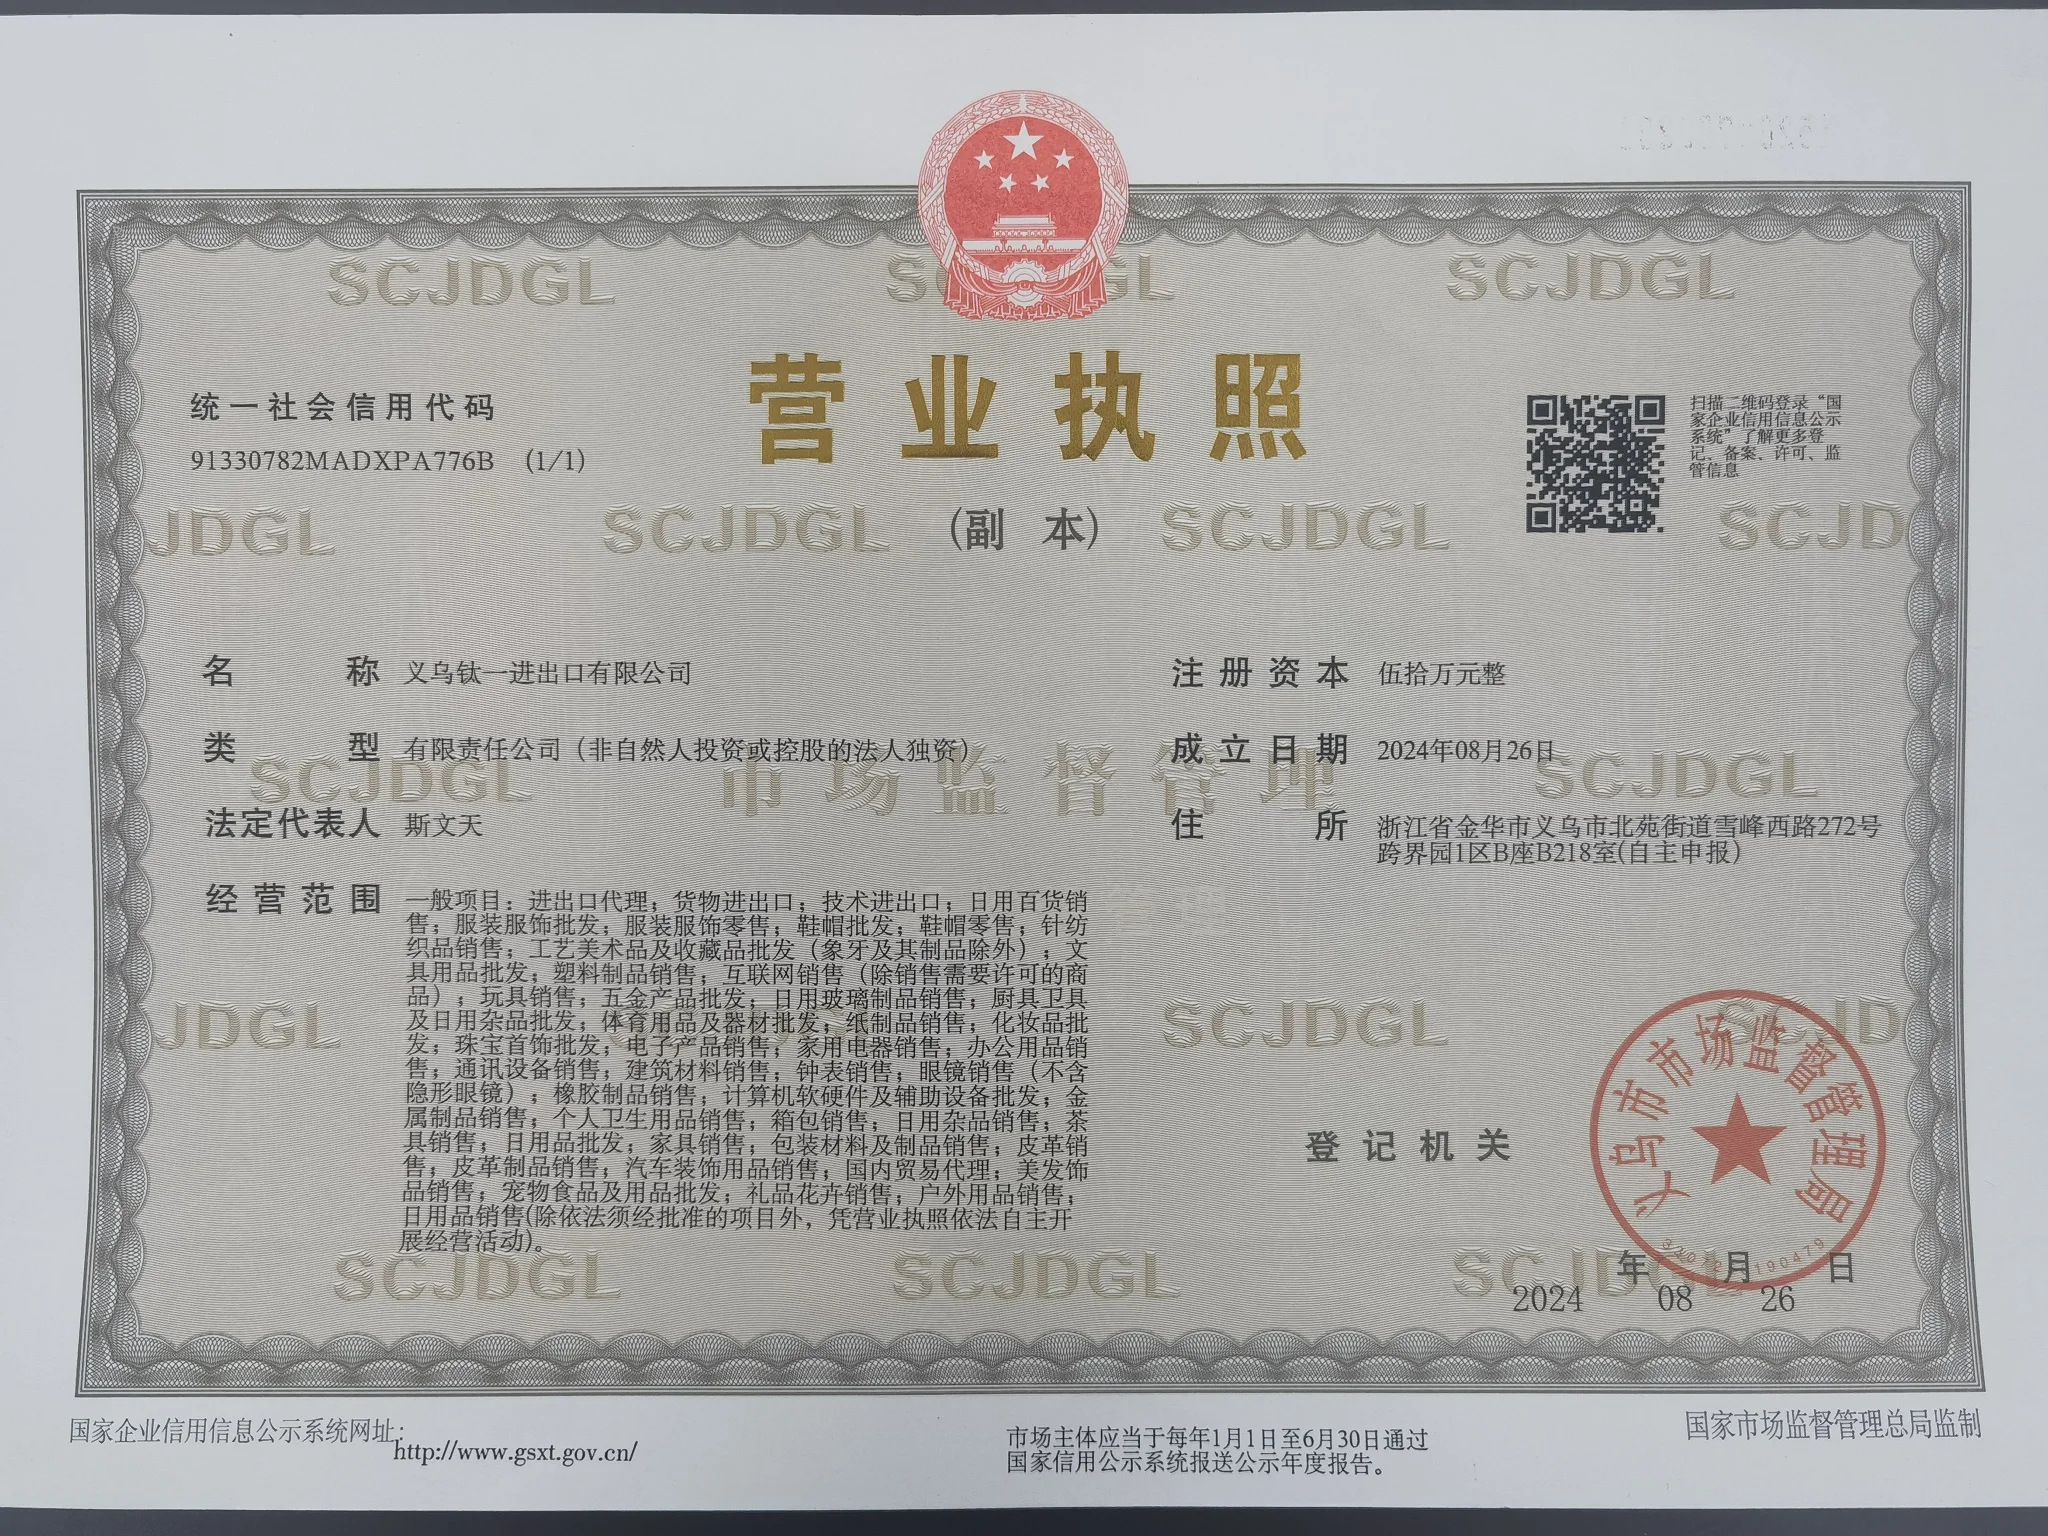 SCJDGL SCJDGL SCJDGL
营业执照
统一社会信用代码
91330782MADXPA776B (1/1)
扫描二维码登录“国
家企业信用信息公示
系统”了解更多登
记、备案、许可、监
管信息
(副 本)
JDGL SCJDGL SCJDGL SCJD
名称 义乌钛一进出口有限公司
类型 有限责任公司（非自然人投资或控股的法人独资）
法定代表人 斯文天
经营范围 一般项目：进出口代理；货物进出口；技术进出口；日用百货销
售；服装服饰批发；服装服饰零售；鞋帽批发；鞋帽零售；针纺
织品销售；工艺美术品及收藏品批发（象牙及其制品除外）；文
具用品批发；塑料制品销售；互联网销售（除销售需要许可的商
品）；玩具销售；五金产品批发；日用玻璃制品销售；厨具卫具
及日用杂品批发；体育用品及器材批发；纸制品销售；化妆品批
发；珠宝首饰批发；电子产品销售；家用电器销售；办公用品销
售；通讯设备销售；建筑材料销售；钟表销售；眼镜销售（不含
隐形眼镜）；橡胶制品销售；计算机软硬件及辅助设备批发；金
属制品销售；个人卫生用品销售；箱包销售；日用杂品销售；茶
具销售；日用品批发；家具销售；包装材料及制品销售；皮革销
售；皮革制品销售；汽车装饰用品销售；国内贸易代理；美发饰
品销售；宠物食品及用品批发；礼品花卉销售；户外用品销售；
日用品销售(除依法须经批准的项目外，凭营业执照依法自主开
展经营活动)。
注册资本 伍拾万元整
成立日期 2024年08月26日
住所 浙江省金华市义乌市北苑街道雪峰西路272号
跨界园1区B座B218室(自主申报)
SCJDGL 市场监督管理 SCJDGL
JDGL SCJDGL SCJD
登记机关
义乌市市场监督管理局
年 月 日
2024 08 26
SCJDGL SCJDGL SCJDGL
国家企业信用信息公示系统网址：
http://www.gsxt.gov.cn/
市场主体应当于每年1月1日至6月30日通过
国家信用公示系统报送公示年度报告。
国家市场监督管理总局监制